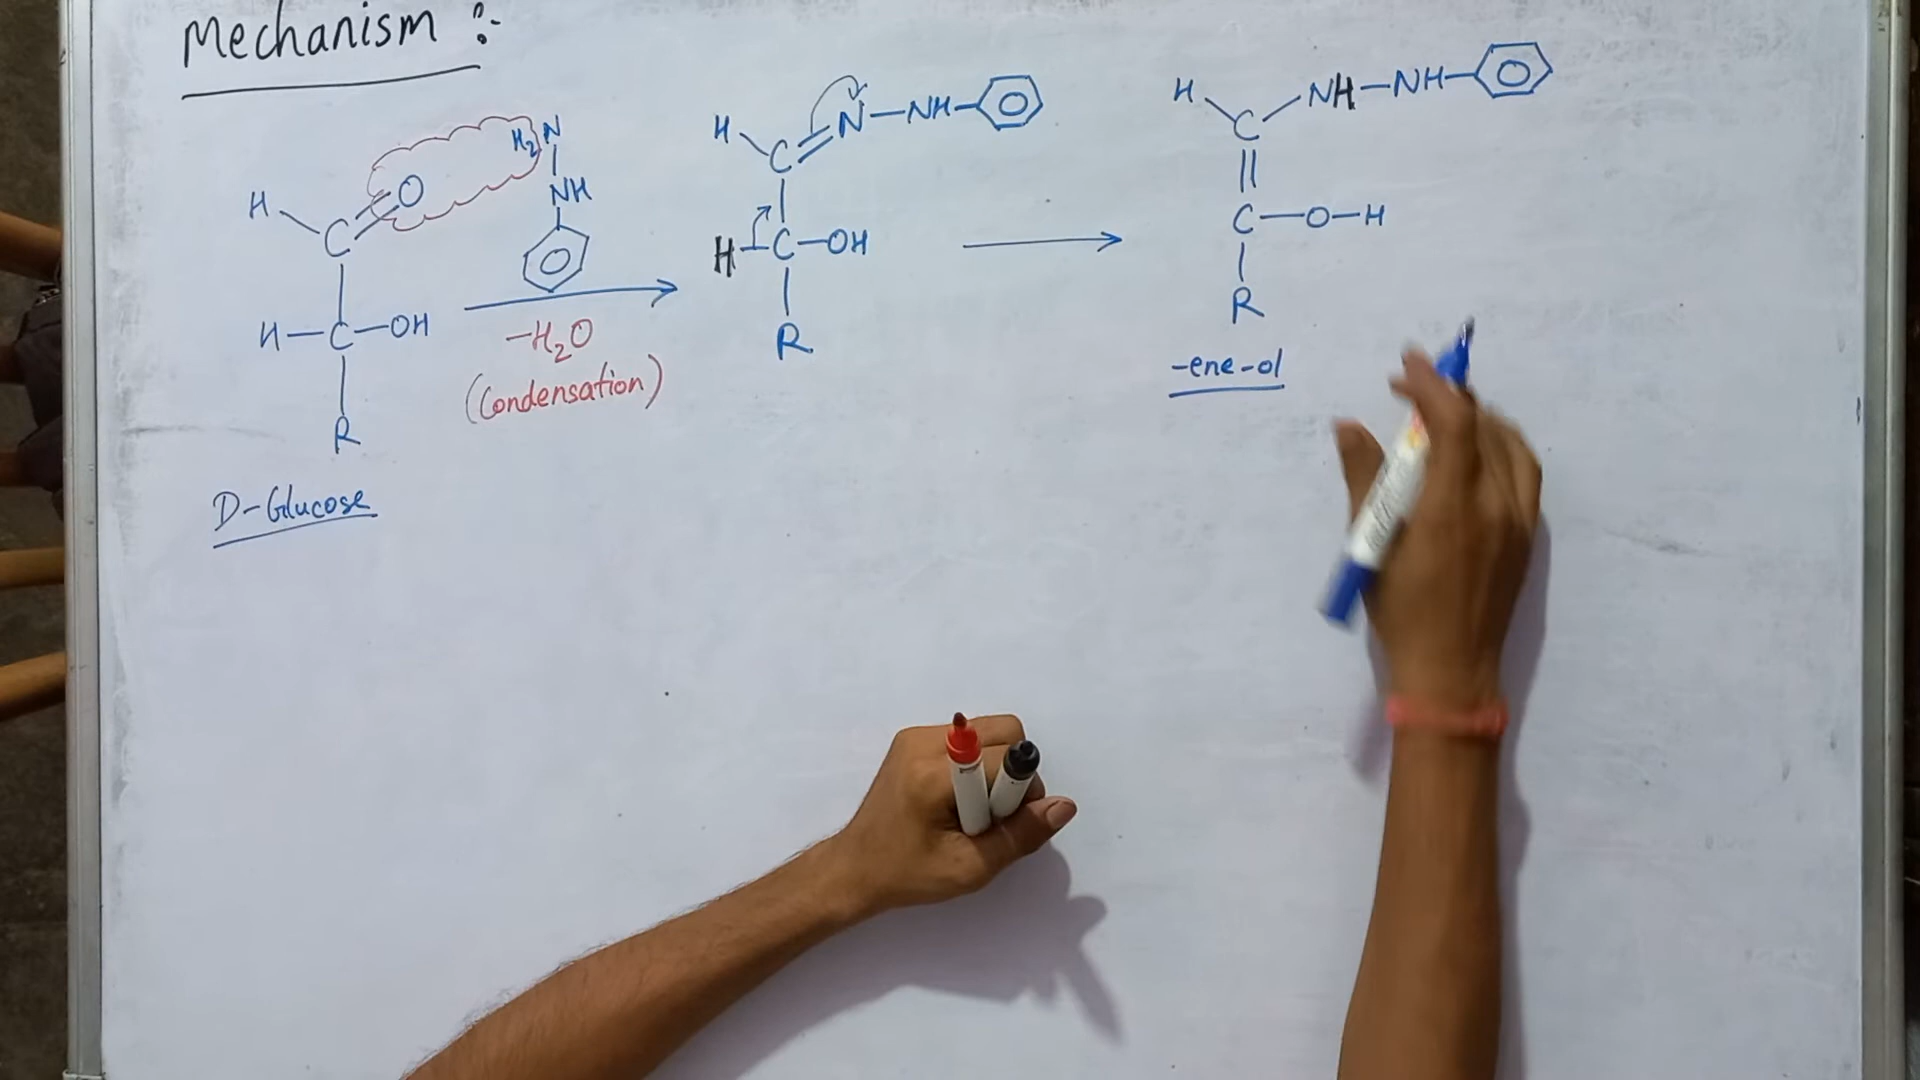 Mechanism :-
H
C=O
H-C-OH
R
D-Glucose
H₂N
NH
-H₂O
(Condensation)
H
C=N-NH-
H-C-OH
R
H
C-NH-NH-
C-O-H
R
-ene-ol